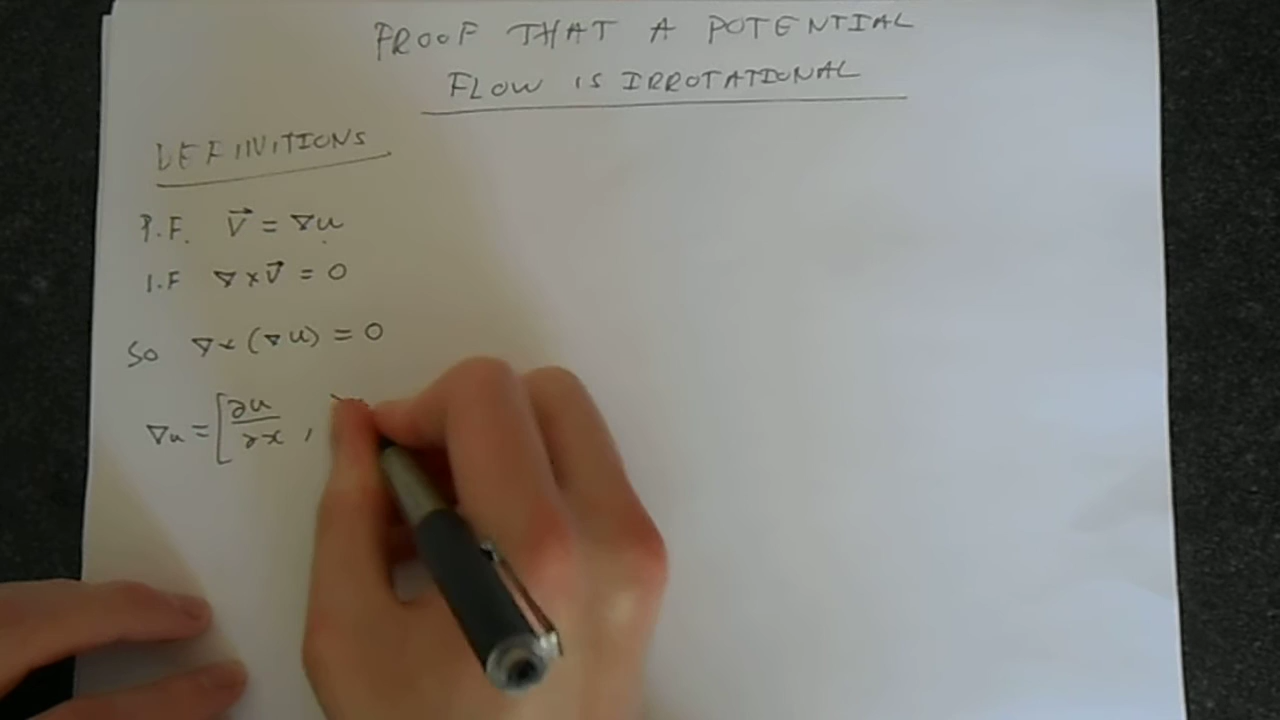 PROOF THAT A POTENTIAL
FLOW IS IRROTATIONAL
DEFINITIONS
P.F. V⃗ = ∇u
I.F ∇×V⃗ = 0
So ∇×(∇u) = 0
∇u = [∂u/∂x ,